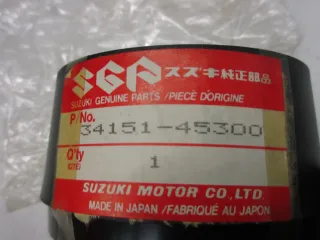 SGP スズキ純正部品
SUZUKI GENUINE PARTS / PIÈCE D'ORIGINE
P. No.
34151-45300
Q'ty 1
SUZUKI MOTOR CO., LTD.
MADE IN JAPAN / FABRIQUÉ AU JAPON